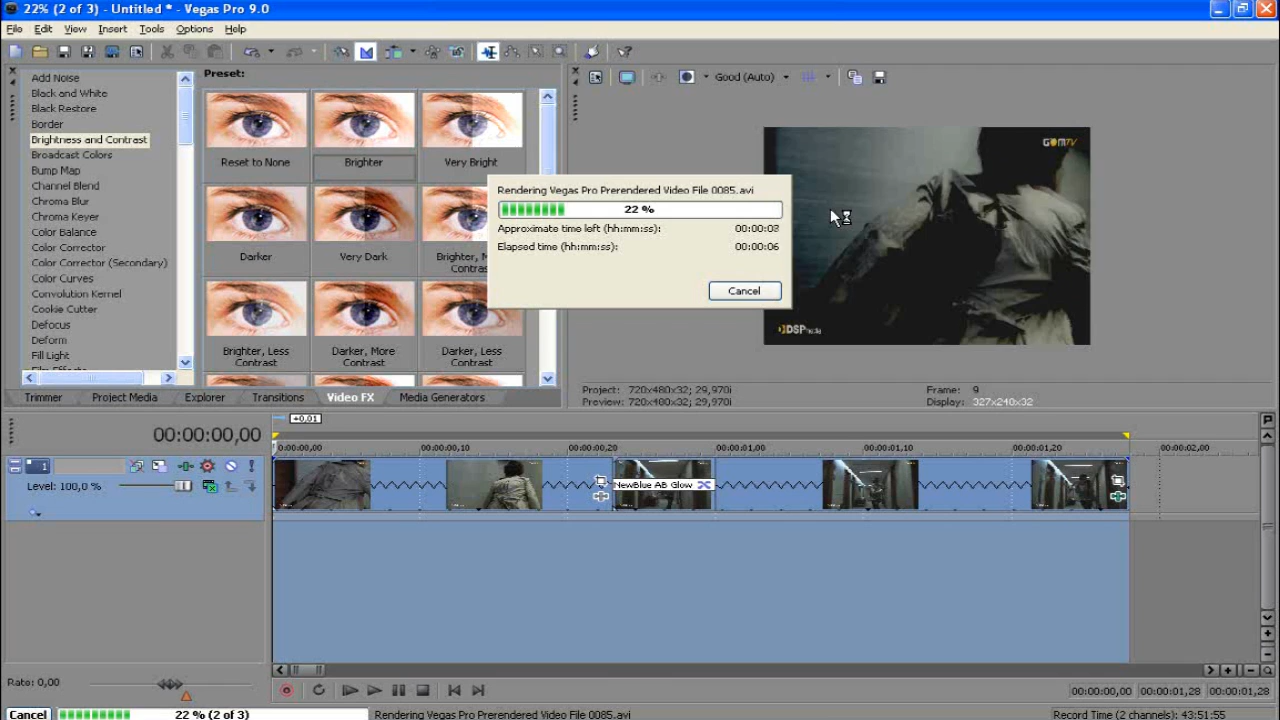 22% (2 of 3) - Untitled * - Vegas Pro 9.0
File Edit View Insert Tools Options Help
Add Noise
Black and White
Black Restore
Border
Brightness and Contrast
Broadcast Colors
Bump Map
Channel Blend
Chroma Blur
Chroma Keyer
Color Balance
Color Corrector
Color Corrector (Secondary)
Color Curves
Convolution Kernel
Cookie Cutter
Defocus
Deform
Fill Light
Film Effects
Preset:
Reset to None Brighter Very Bright
Darker Very Dark Brighter, More Contrast
Brighter, Less Contrast
Darker, More Contrast
Darker, Less Contrast
Good (Auto)
GOMTV
DSPmedia
Rendering Vegas Pro Prerendered Video File 0085.avi
22 %
Approximate time left (hh:mm:ss):
Elapsed time (hh:mm:ss): 00:00:06
Cancel
Project: 720x480x32; 29,970i
Preview: 720x480x32; 29,970i
Frame: 9
Display: 327x240x32
Trimmer Project Media Explorer Transitions Video FX Media Generators
+0,01
00:00:00,00
00:00:00,00 00:00:00,10 00:00:00,20 00:00:01,00 00:00:01,10 00:00:01,20 00:00:02,00
1
Level: 100,0 %
NewBlue AB Glow
Rate: 0,00
00:00:00,00 00:00:01,28 00:00:01,28
Cancel 22 % (2 of 3) Rendering Vegas Pro Prerendered Video File 0085.avi Record Time (2 channels): 43:51:55